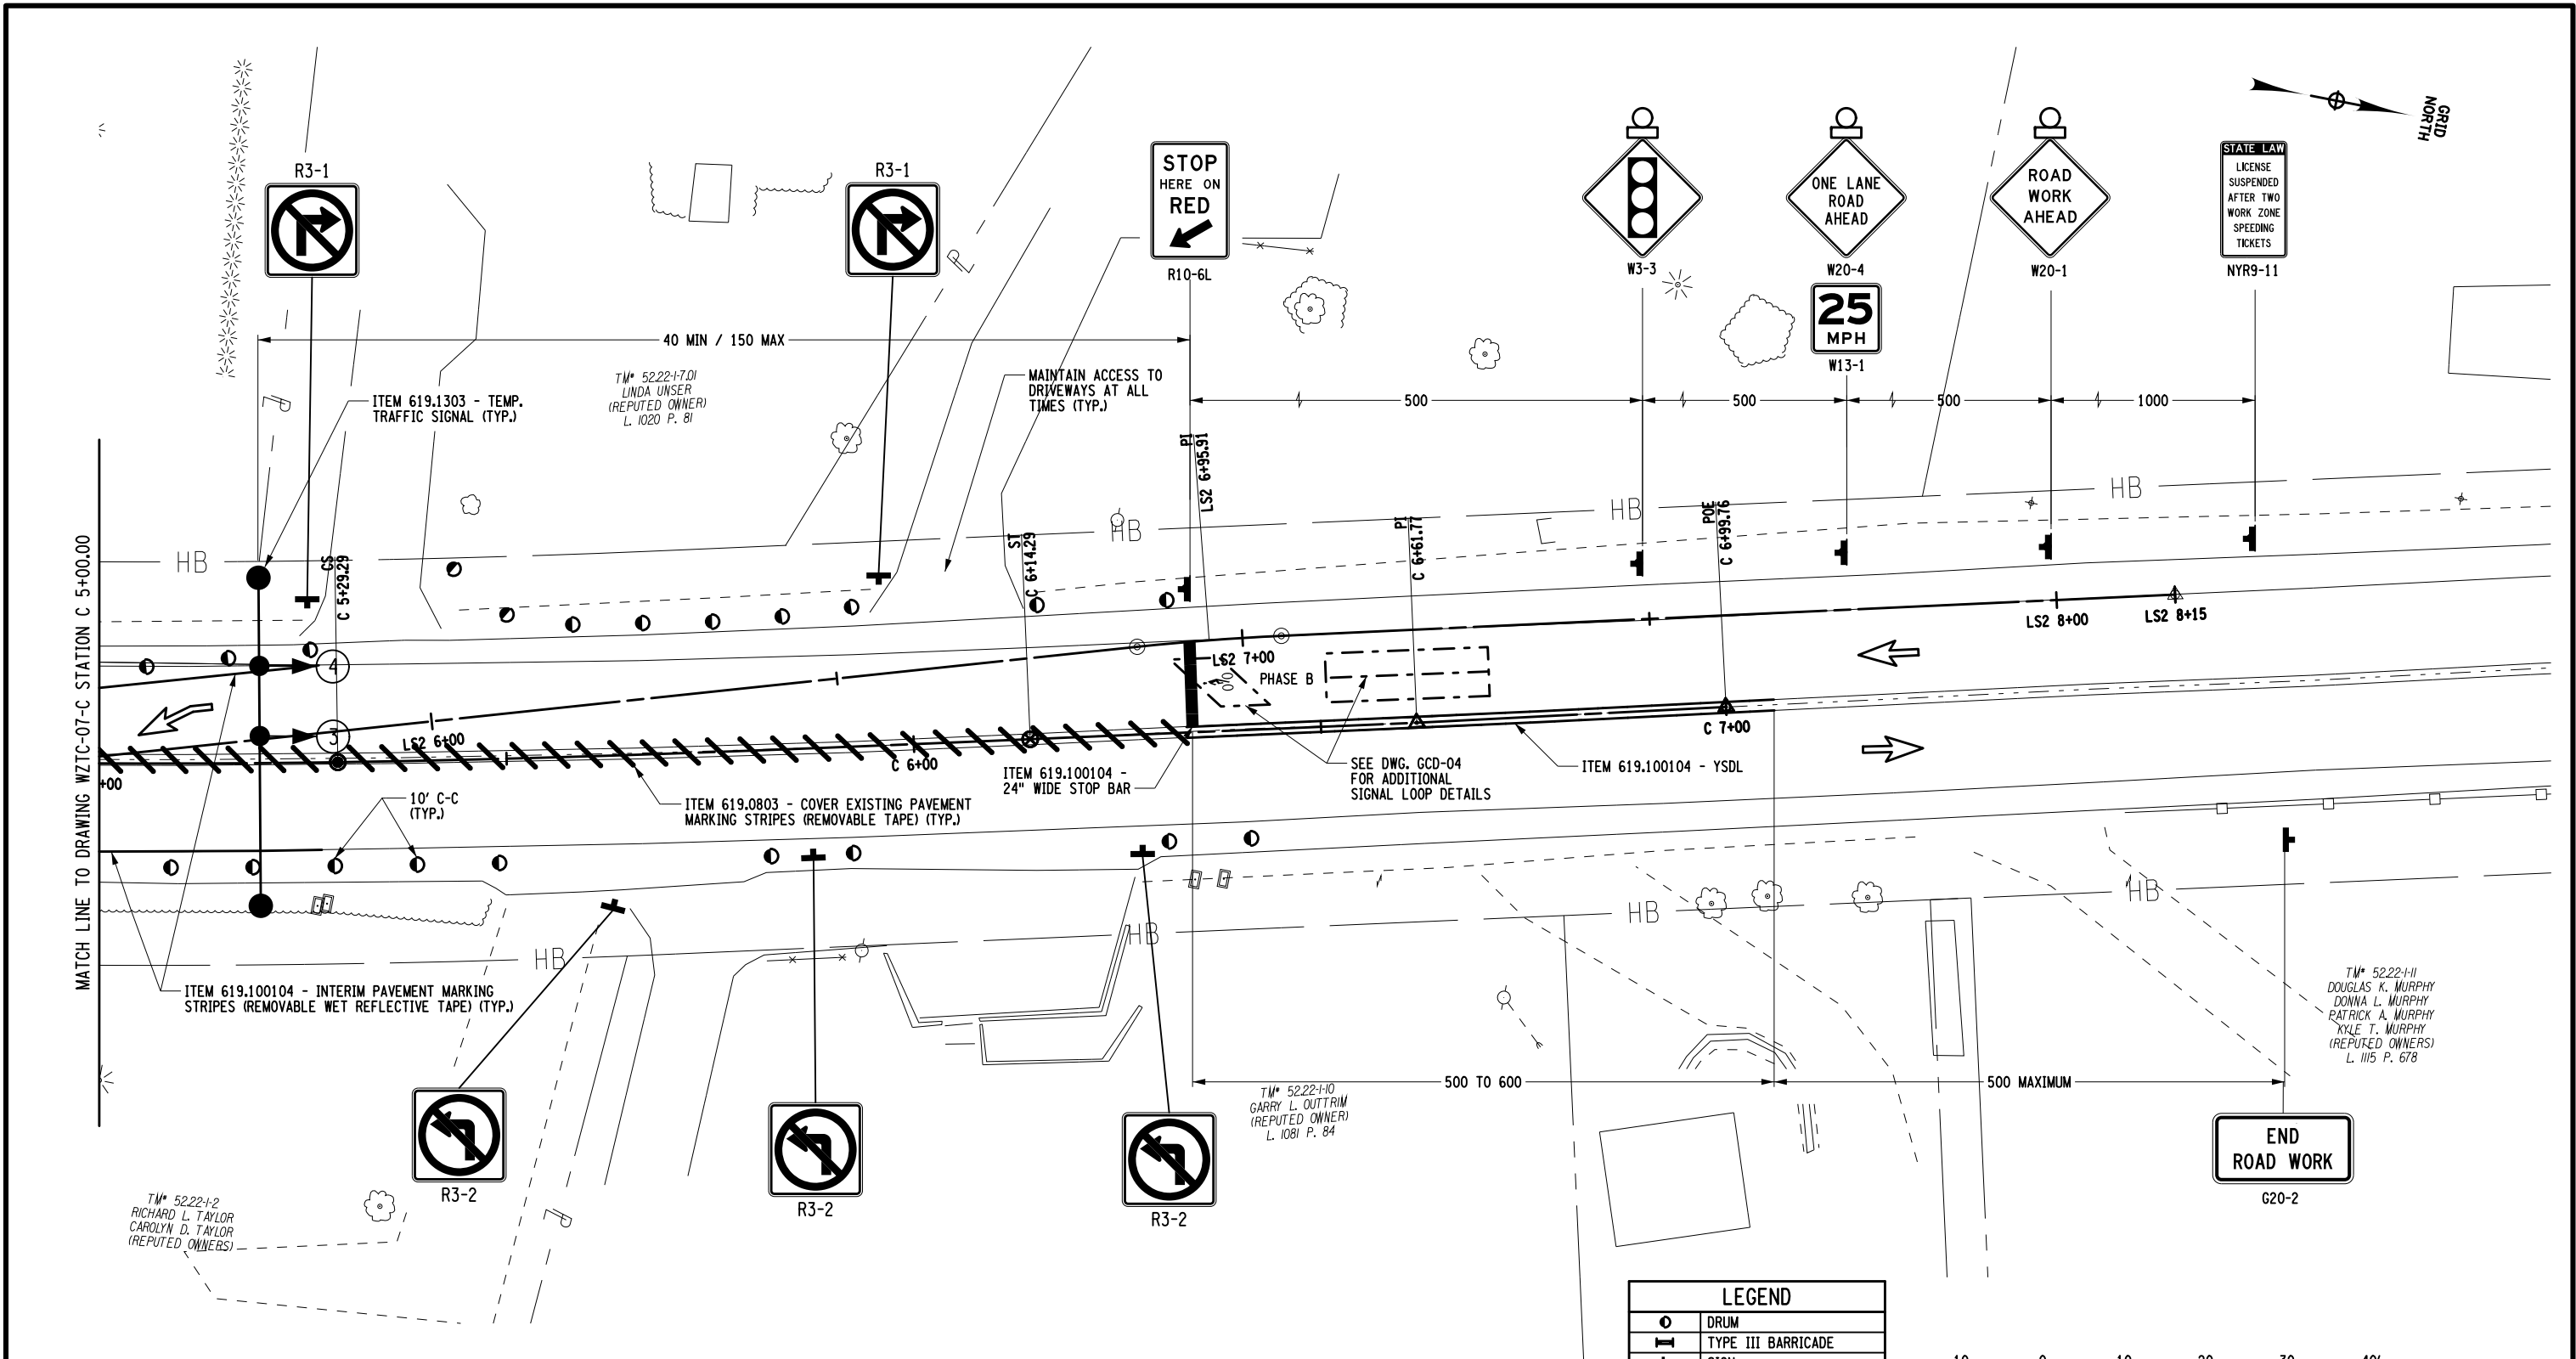 GRID
NORTH
R3-1
R3-1
STOP
HERE ON
RED
R10-6L
W3-3
ONE LANE
ROAD
AHEAD
W20-4
25
MPH
W13-1
ROAD
WORK
AHEAD
W20-1
STATE LAW
LICENSE
SUSPENDED
AFTER TWO
WORK ZONE
SPEEDING
TICKETS
NYR9-11
40 MIN / 150 MAX
500
500
500
1000
ITEM 619.1303 - TEMP.
TRAFFIC SIGNAL (TYP.)
TM# 52.22-1-7.01
LINDA UNSER
(REPUTED OWNER)
L. 1020 P. 81
MAINTAIN ACCESS TO
DRIVEWAYS AT ALL
TIMES (TYP.)
MATCH LINE TO DRAWING WZTC-07-C STATION C 5+00.00
P
P
HB
HB
HB
HB
CS
C 5+29.29
ST
C 6+14.29
PI
LS2 6+95.91
PI
C 6+61.77
POE
C 6+99.76
LS2 8+00
LS2 8+15
LS2 7+00
PHASE B
4
3
LS2 6+00
C 6+00
C 7+00
+00
10' C-C
(TYP.)
ITEM 619.0803 - COVER EXISTING PAVEMENT
MARKING STRIPES (REMOVABLE TAPE) (TYP.)
ITEM 619.100104 -
24" WIDE STOP BAR
SEE DWG. GCD-04
FOR ADDITIONAL
SIGNAL LOOP DETAILS
ITEM 619.100104 - YSDL
HB
HB
HB
HB
ITEM 619.100104 - INTERIM PAVEMENT MARKING
STRIPES (REMOVABLE WET REFLECTIVE TAPE) (TYP.)
TM# 52.22-1-11
DOUGLAS K. MURPHY
DONNA L. MURPHY
PATRICK A. MURPHY
KYLE T. MURPHY
(REPUTED OWNERS)
L. 1115 P. 678
500 TO 600
500 MAXIMUM
TM# 52.22-1-10
GARRY L. OUTTRIM
(REPUTED OWNER)
L. 1081 P. 84
R3-2
R3-2
R3-2
END
ROAD WORK
G20-2
TM# 52.22-1-2
RICHARD L. TAYLOR
CAROLYN D. TAYLOR
(REPUTED OWNERS)
P
LEGEND
DRUM
TYPE III BARRICADE
SIGN
10 0 10 20 30 40'